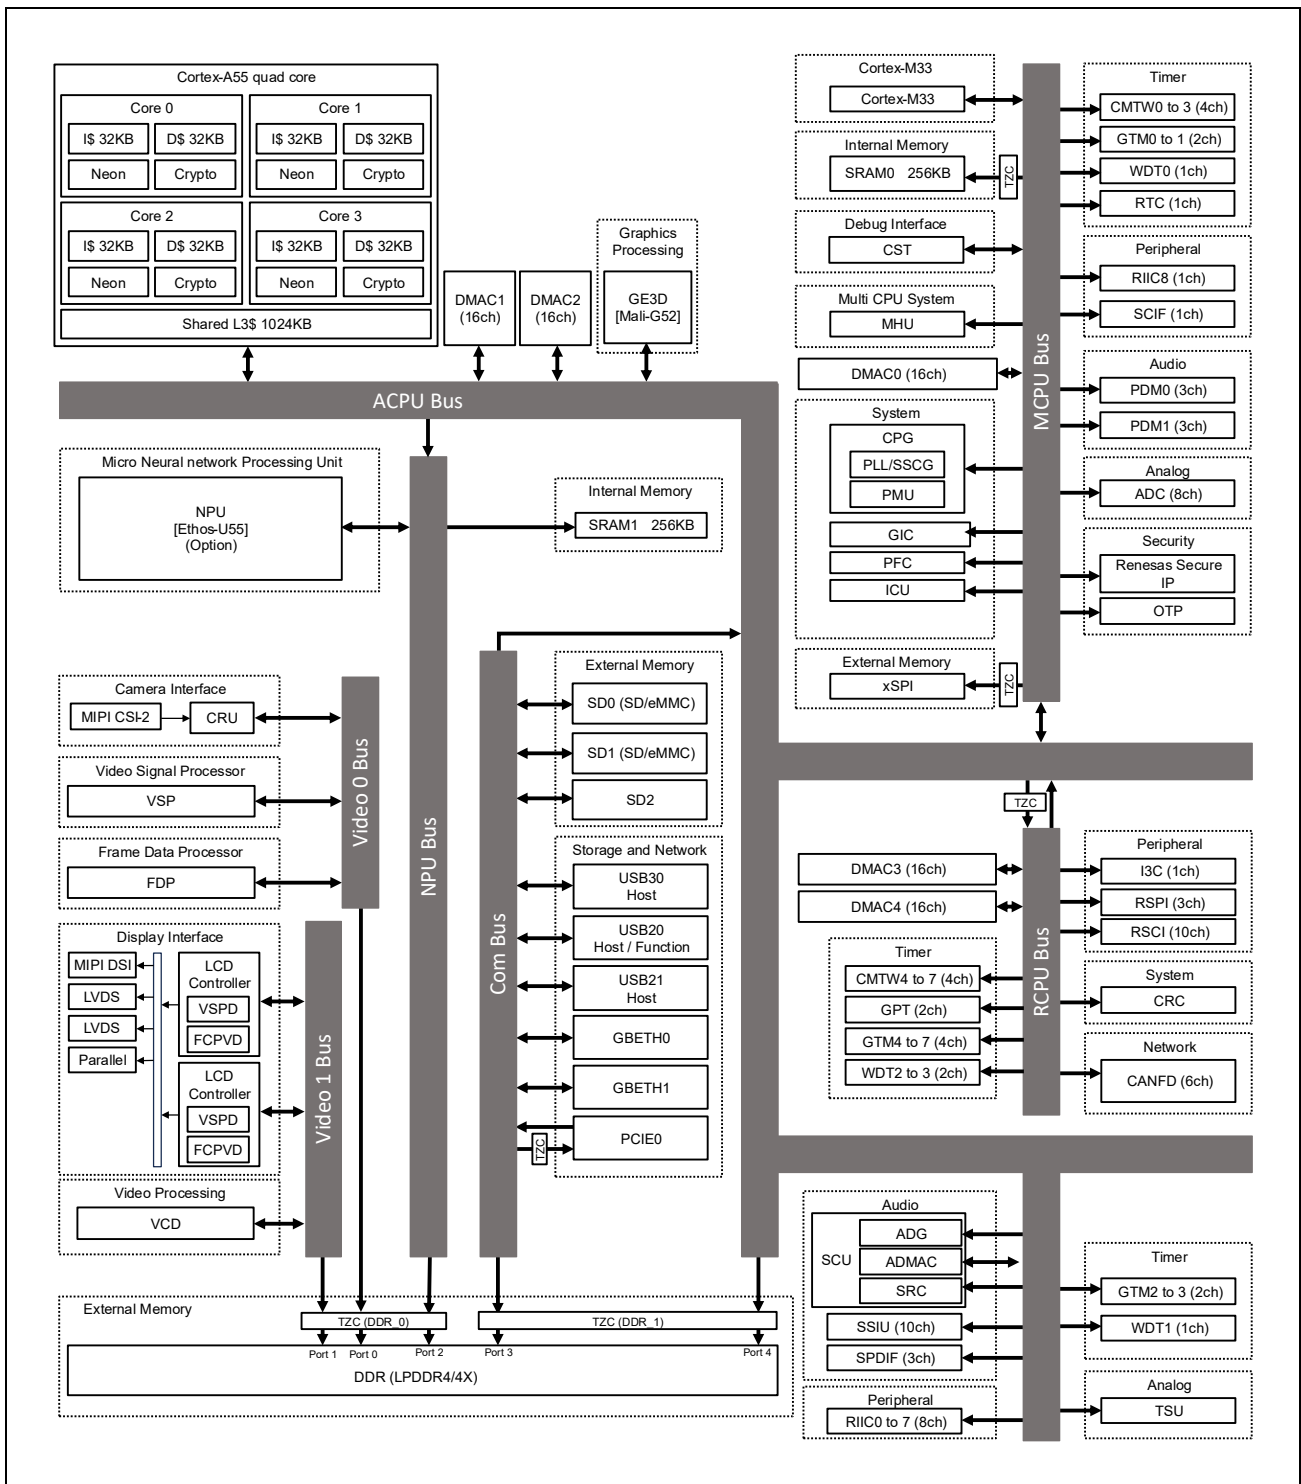 Cortex-A55 quad core
Core 0
I$ 32KB
D$ 32KB
Neon
Crypto
Core 1
I$ 32KB
D$ 32KB
Neon
Crypto
Core 2
I$ 32KB
D$ 32KB
Neon
Crypto
Core 3
I$ 32KB
D$ 32KB
Neon
Crypto
Shared L3$ 1024KB
DMAC1
(16ch)
DMAC2
(16ch)
Graphics
Processing
GE3D
[Mali-G52]
ACPU Bus
Micro Neural network Processing Unit
NPU
[Ethos-U55]
(Option)
Internal Memory
SRAM1 256KB
NPU Bus
Camera Interface
MIPI CSI-2
CRU
Video Signal Processor
VSP
Frame Data Processor
FDP
Video 0 Bus
Display Interface
MIPI DSI
LVDS
LVDS
Parallel
LCD
Controller
VSPD
FCPVD
LCD
Controller
VSPD
FCPVD
Video 1 Bus
Video Processing
VCD
Com Bus
External Memory
SD0 (SD/eMMC)
SD1 (SD/eMMC)
SD2
Storage and Network
USB30
Host
USB20
Host / Function
USB21
Host
GBETH0
GBETH1
PCIE0
TZC
External Memory
TZC (DDR_0)
TZC (DDR_1)
Port 1
Port 0
Port 2
Port 3
Port 4
DDR (LPDDR4/4X)
Cortex-M33
Cortex-M33
Internal Memory
SRAM0 256KB
TZC
Debug Interface
CST
Multi CPU System
MHU
DMAC0 (16ch)
System
CPG
PLL/SSCG
PMU
GIC
PFC
ICU
External Memory
xSPI
TZC
MCPU Bus
Timer
CMTW0 to 3 (4ch)
GTM0 to 1 (2ch)
WDT0 (1ch)
RTC (1ch)
Peripheral
RIIC8 (1ch)
SCIF (1ch)
Audio
PDM0 (3ch)
PDM1 (3ch)
Analog
ADC (8ch)
Security
Renesas Secure
IP
OTP
TZC
DMAC3 (16ch)
DMAC4 (16ch)
Timer
CMTW4 to 7 (4ch)
GPT (2ch)
GTM4 to 7 (4ch)
WDT2 to 3 (2ch)
RCPU Bus
Peripheral
I3C (1ch)
RSPI (3ch)
RSCI (10ch)
System
CRC
Network
CANFD (6ch)
Audio
SCU
ADG
ADMAC
SRC
SSIU (10ch)
SPDIF (3ch)
Peripheral
RIIC0 to 7 (8ch)
Timer
GTM2 to 3 (2ch)
WDT1 (1ch)
Analog
TSU